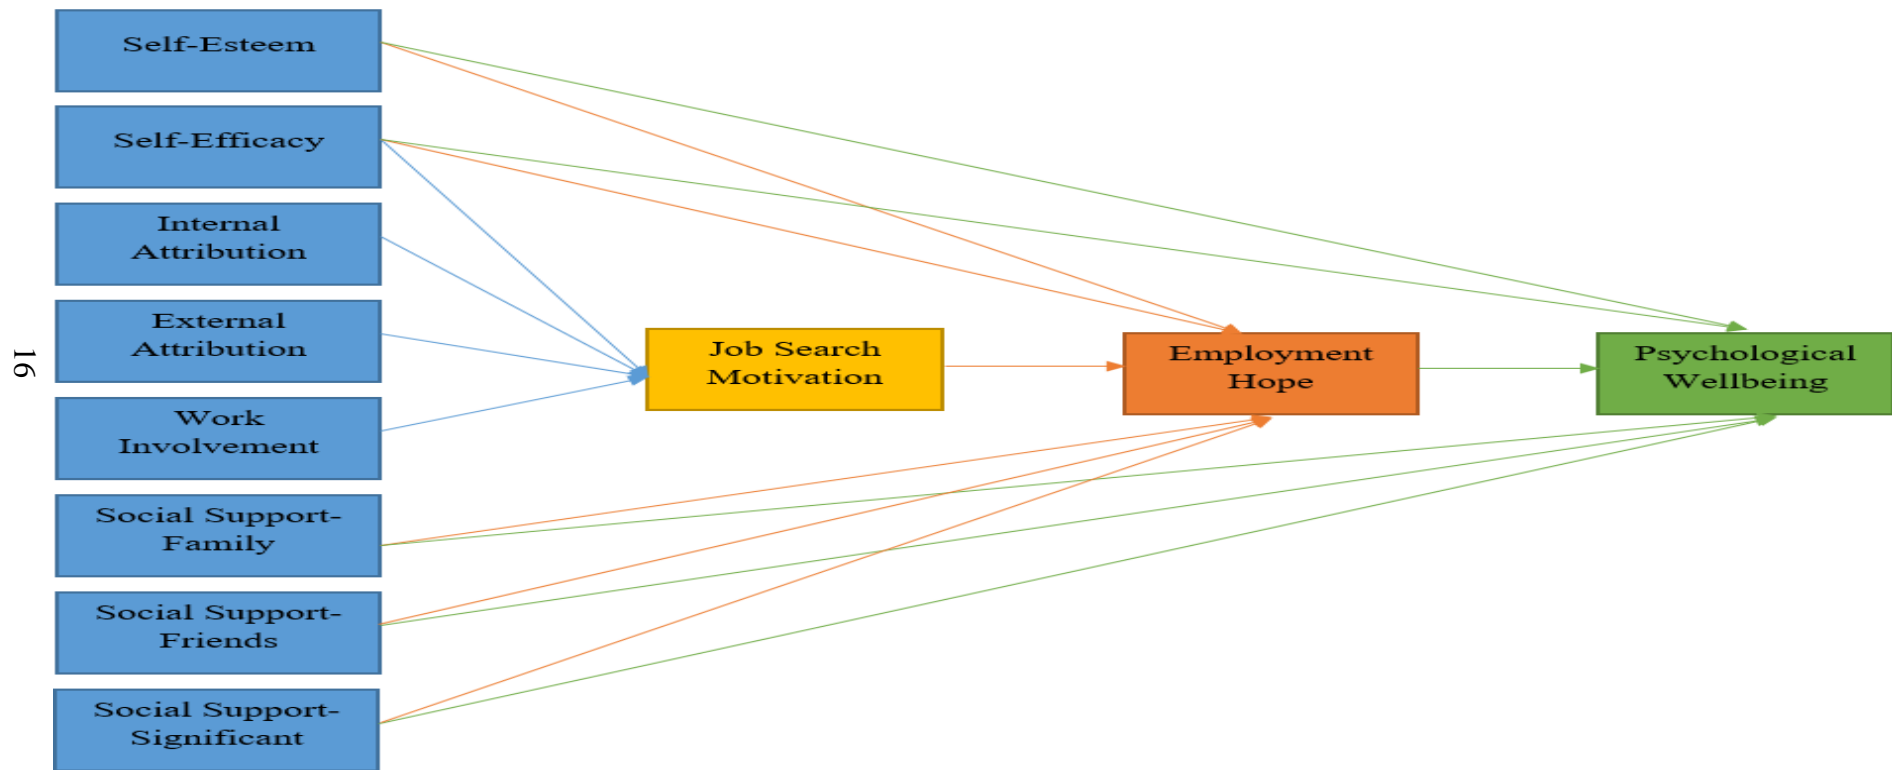 Self-Esteem
Self-Efficacy
Internal
Attribution
External
Attribution
Work
Involvement
Social Support-
Family
Social Support-
Friends
Social Support-
Significant
Job Search
Motivation
Employment
Hope
Psychological
Wellbeing
16